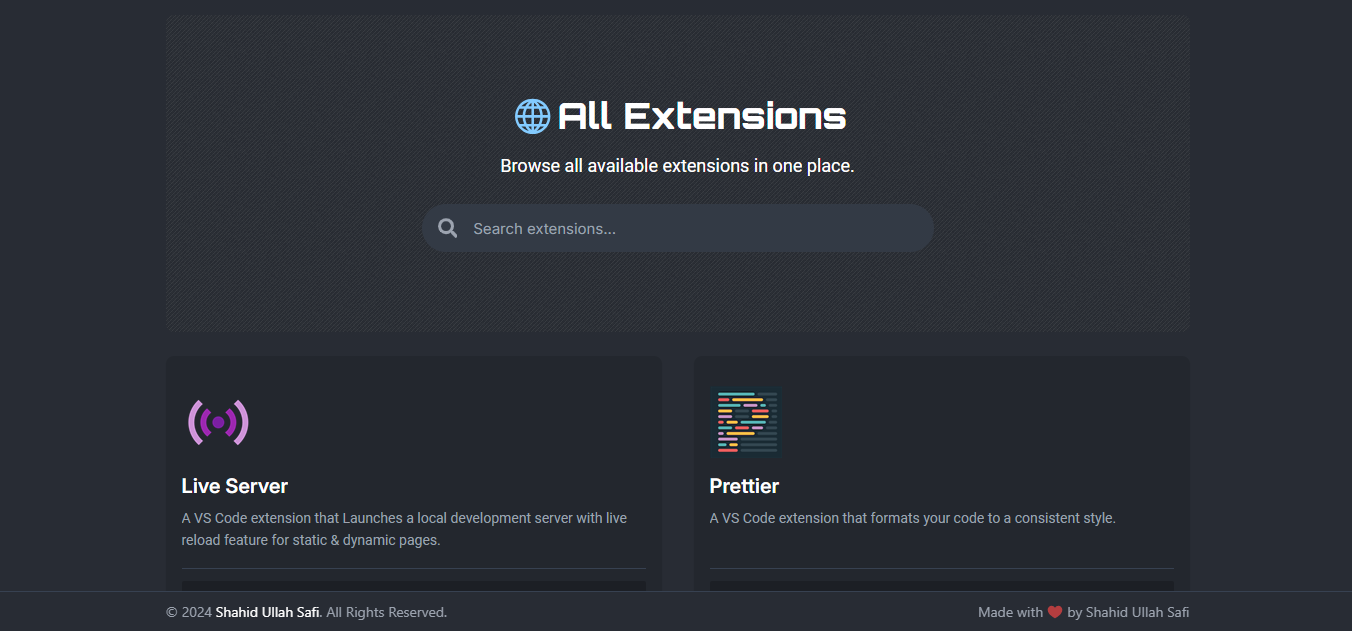 All Extensions
Browse all available extensions in one place.
Search extensions...
Live Server
A VS Code extension that Launches a local development server with live
reload feature for static & dynamic pages.
Prettier
A VS Code extension that formats your code to a consistent style.
© 2024 Shahid Ullah Safi. All Rights Reserved.
Made with ❤️ by Shahid Ullah Safi